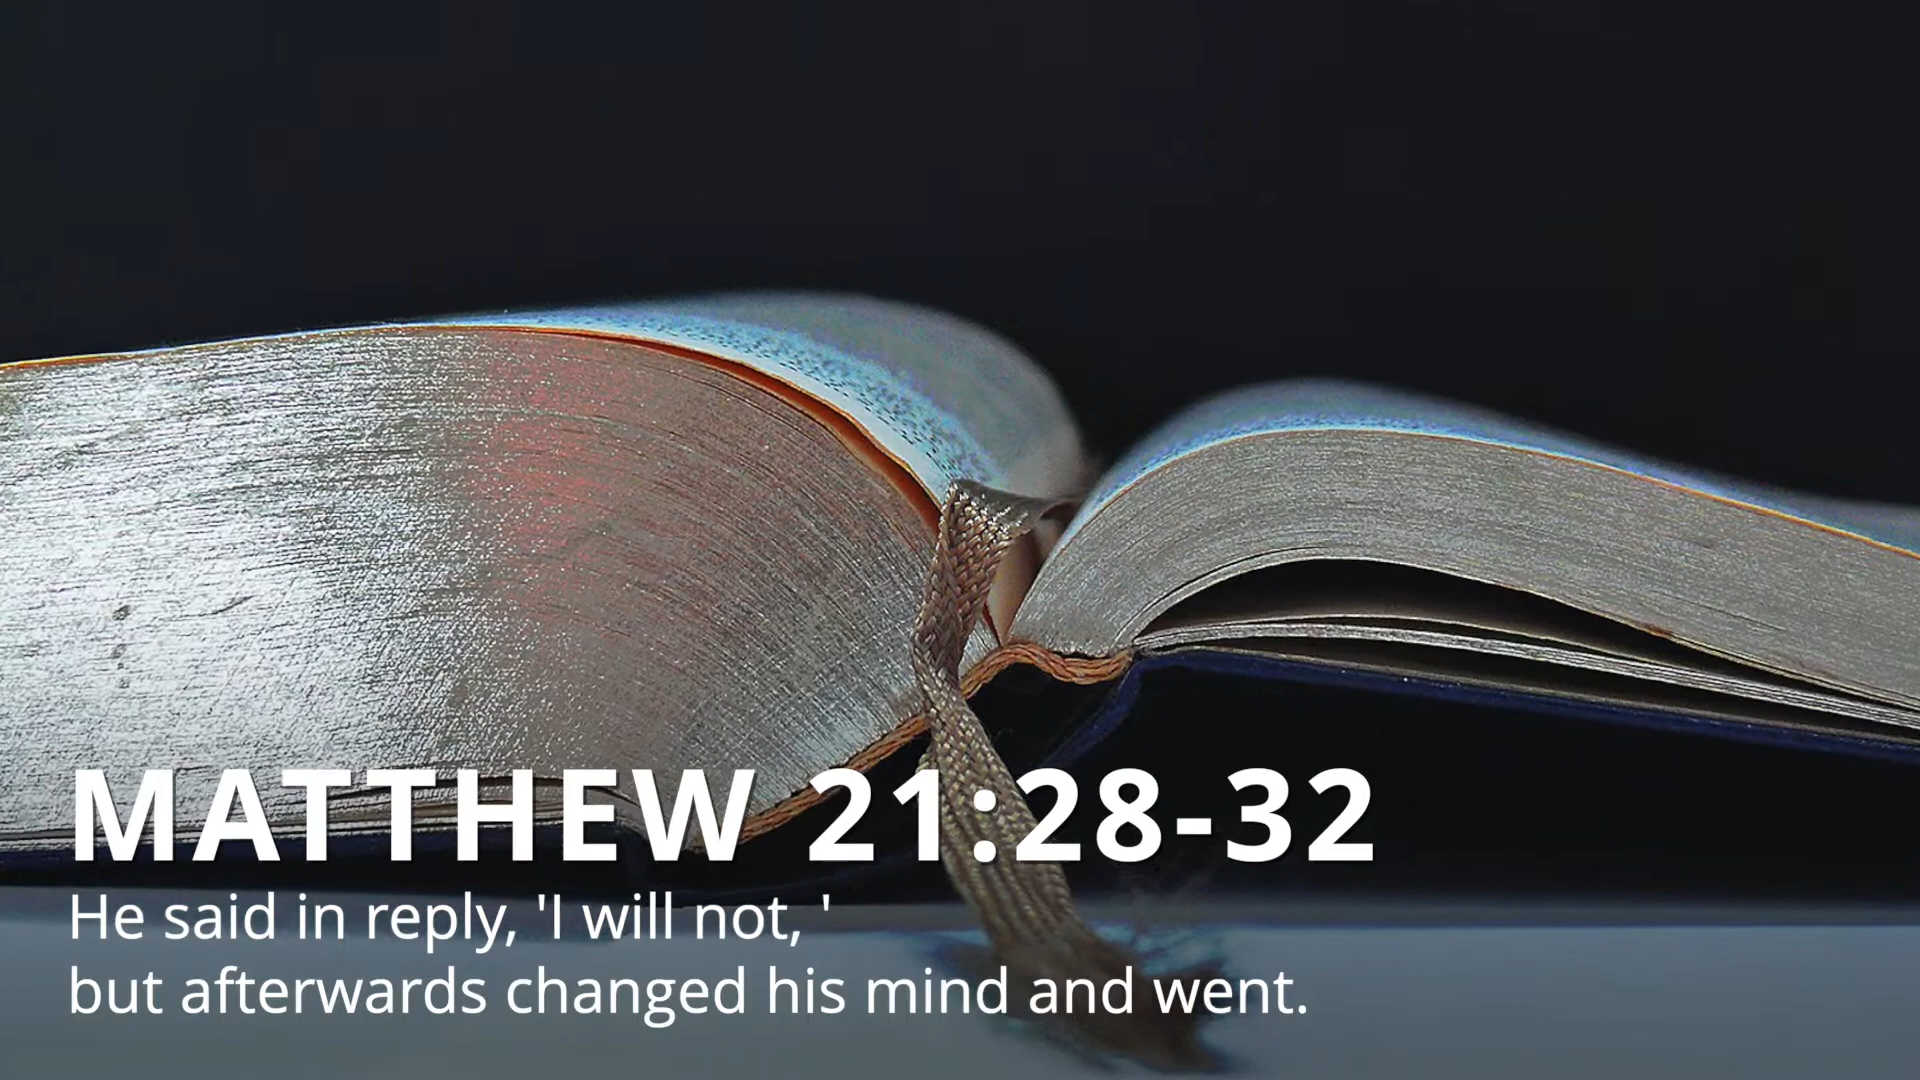 MATTHEW 21:28-32
He said in reply, 'I will not, '
but afterwards changed his mind and went.